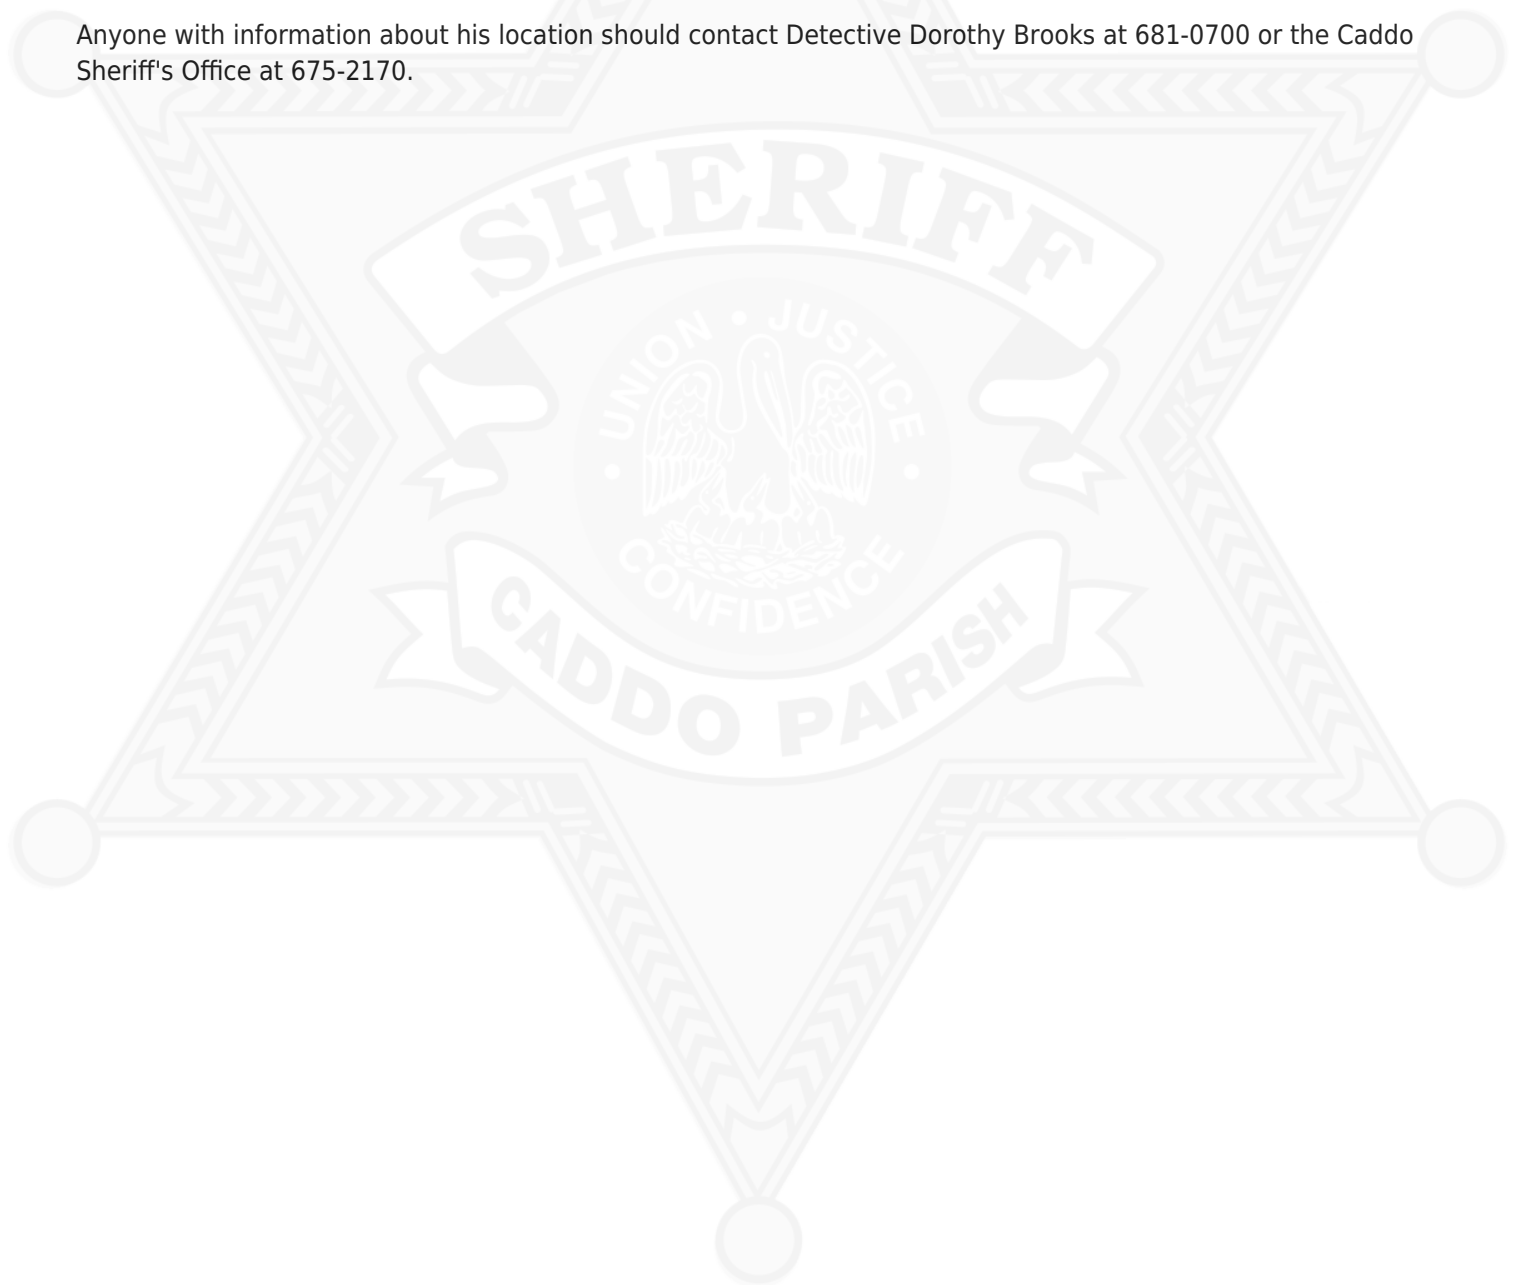 Anyone with information about his location should contact Detective Dorothy Brooks at 681-0700 or the Caddo
Sheriff's Office at 675-2170.
SHERIFF
UNION • JUSTICE
• CONFIDENCE •
CADDO PARISH